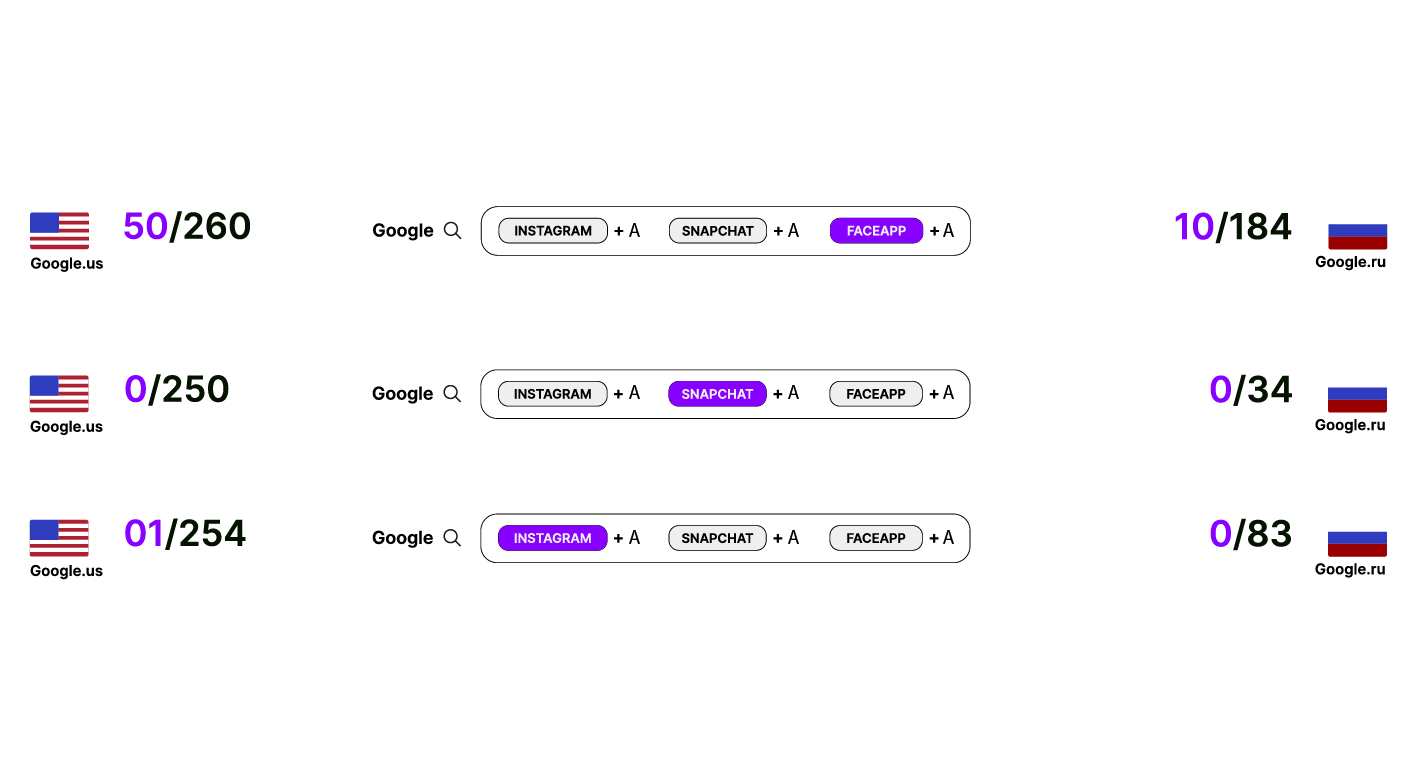 50/260 Google INSTAGRAM + A SNAPCHAT + A FACEAPP + A 10/184
Google.us Google.ru
0/250 Google INSTAGRAM + A SNAPCHAT + A FACEAPP + A 0/34
Google.us Google.ru
01/254 Google INSTAGRAM + A SNAPCHAT + A FACEAPP + A 0/83
Google.us Google.ru